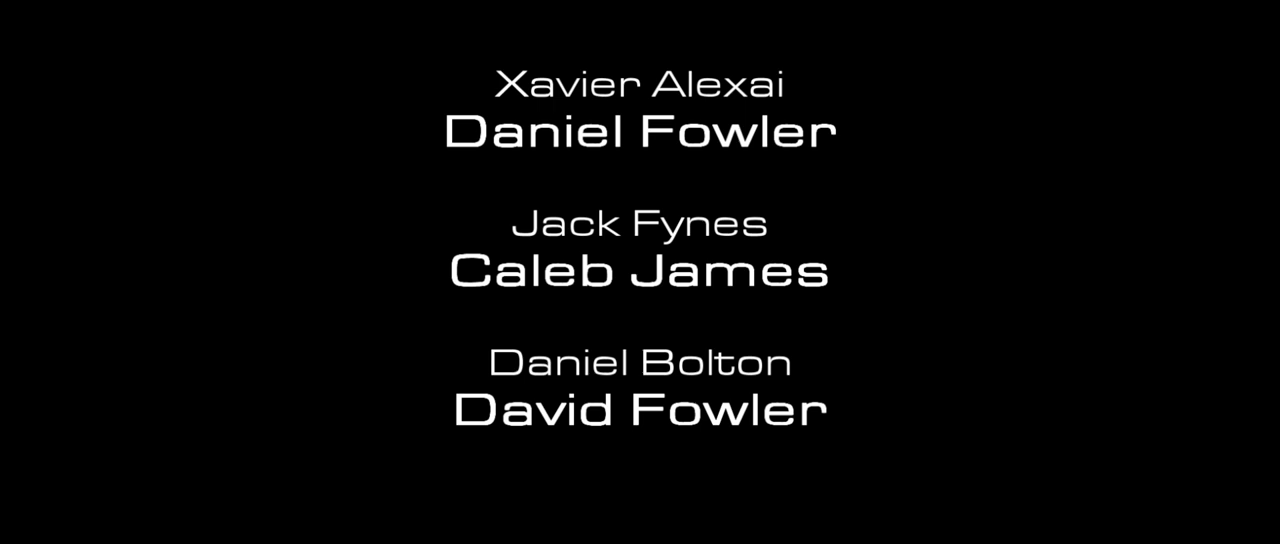 Xavier Alexai
Daniel Fowler
Jack Fynes
Caleb James
Daniel Bolton
David Fowler